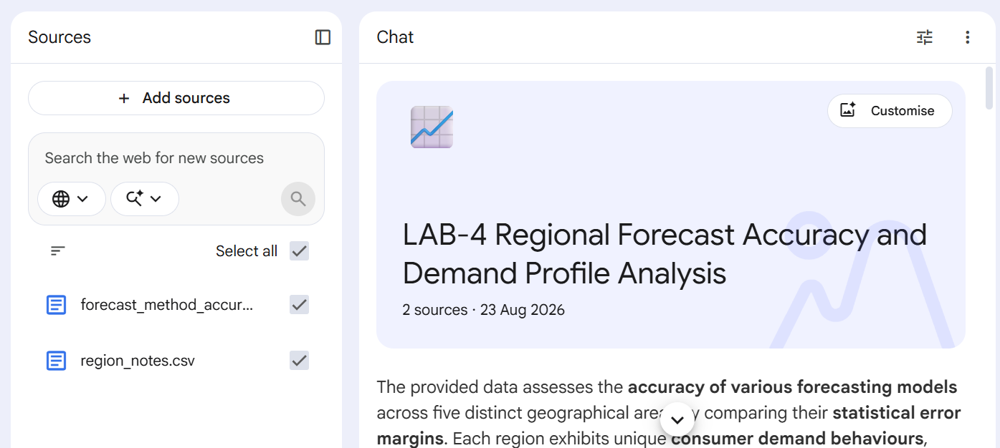 Sources
Add sources
Search the web for new sources
Select all
forecast_method_accur...
region_notes.csv
Chat
Customise
LAB-4 Regional Forecast Accuracy and
Demand Profile Analysis
2 sources · 23 Aug 2026
The provided data assesses the accuracy of various forecasting models
across five distinct geographical comparing their statistical error
margins. Each region exhibits unique consumer demand behaviours,